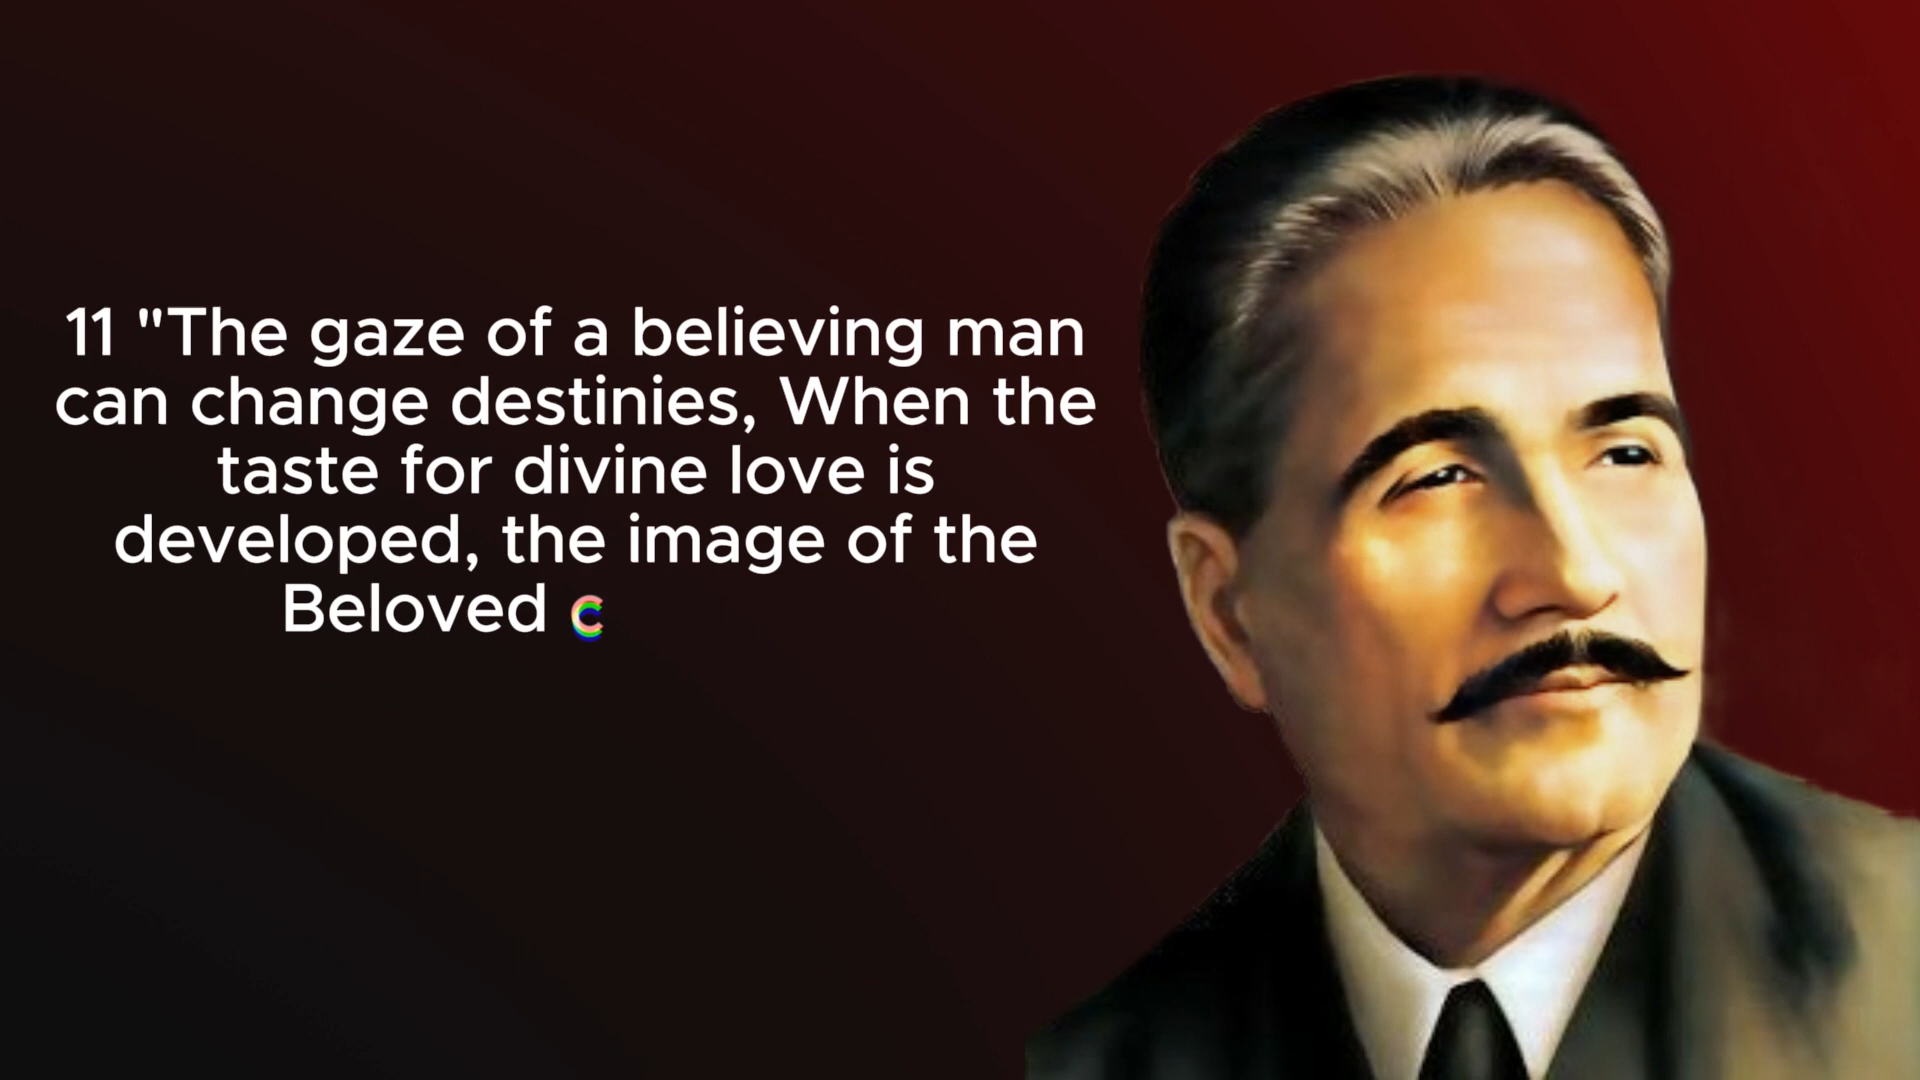 11 "The gaze of a believing man
can change destinies, When the
taste for divine love is
developed, the image of the
Beloved c